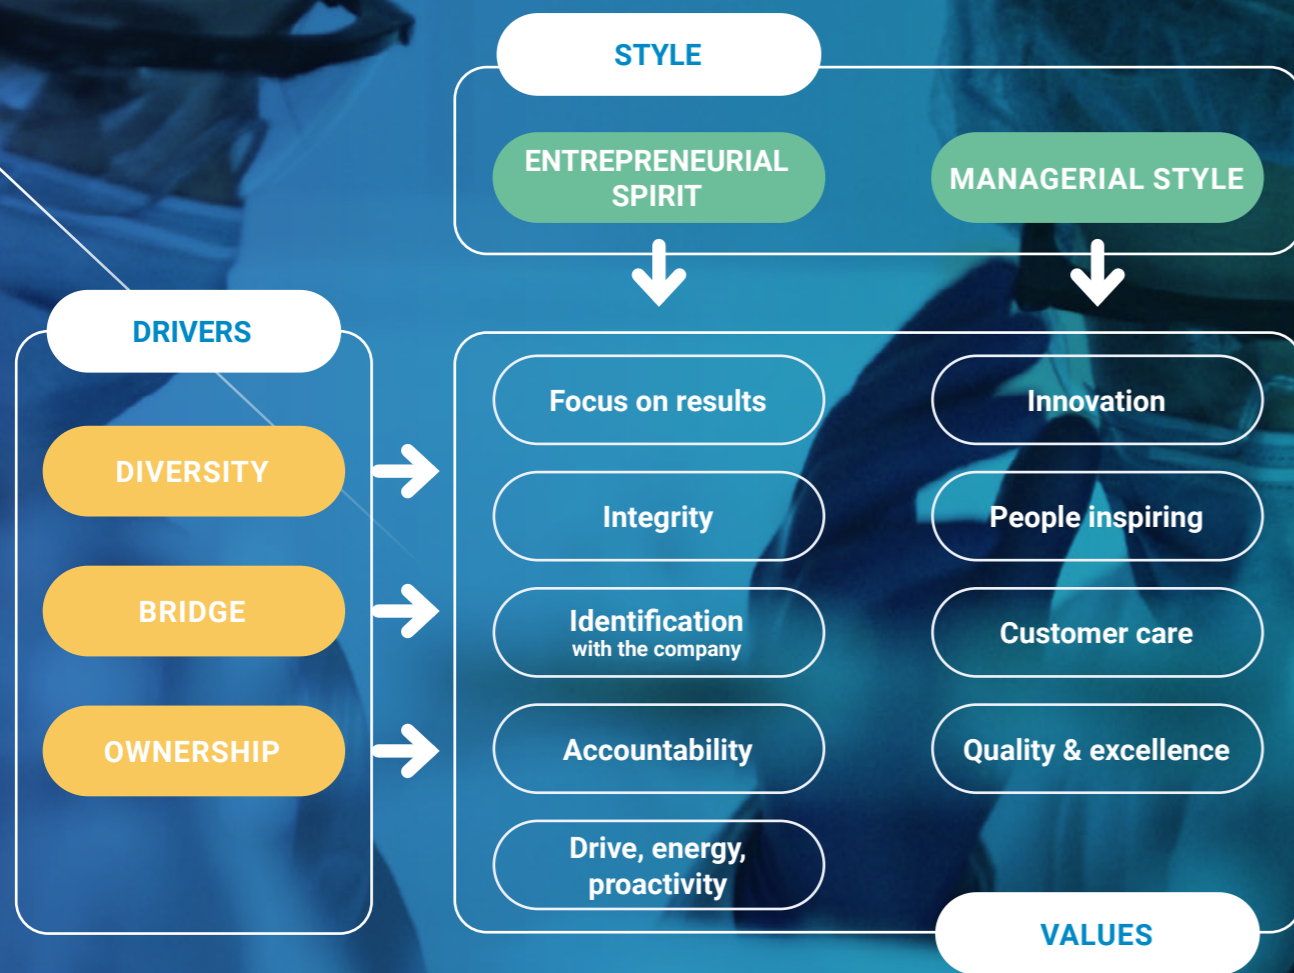 STYLE
ENTREPRENEURIAL
SPIRIT
MANAGERIAL STYLE
DRIVERS
DIVERSITY
BRIDGE
OWNERSHIP
Focus on results
Integrity
Identification
with the company
Accountability
Drive, energy,
proactivity
Innovation
People inspiring
Customer care
Quality & excellence
VALUES